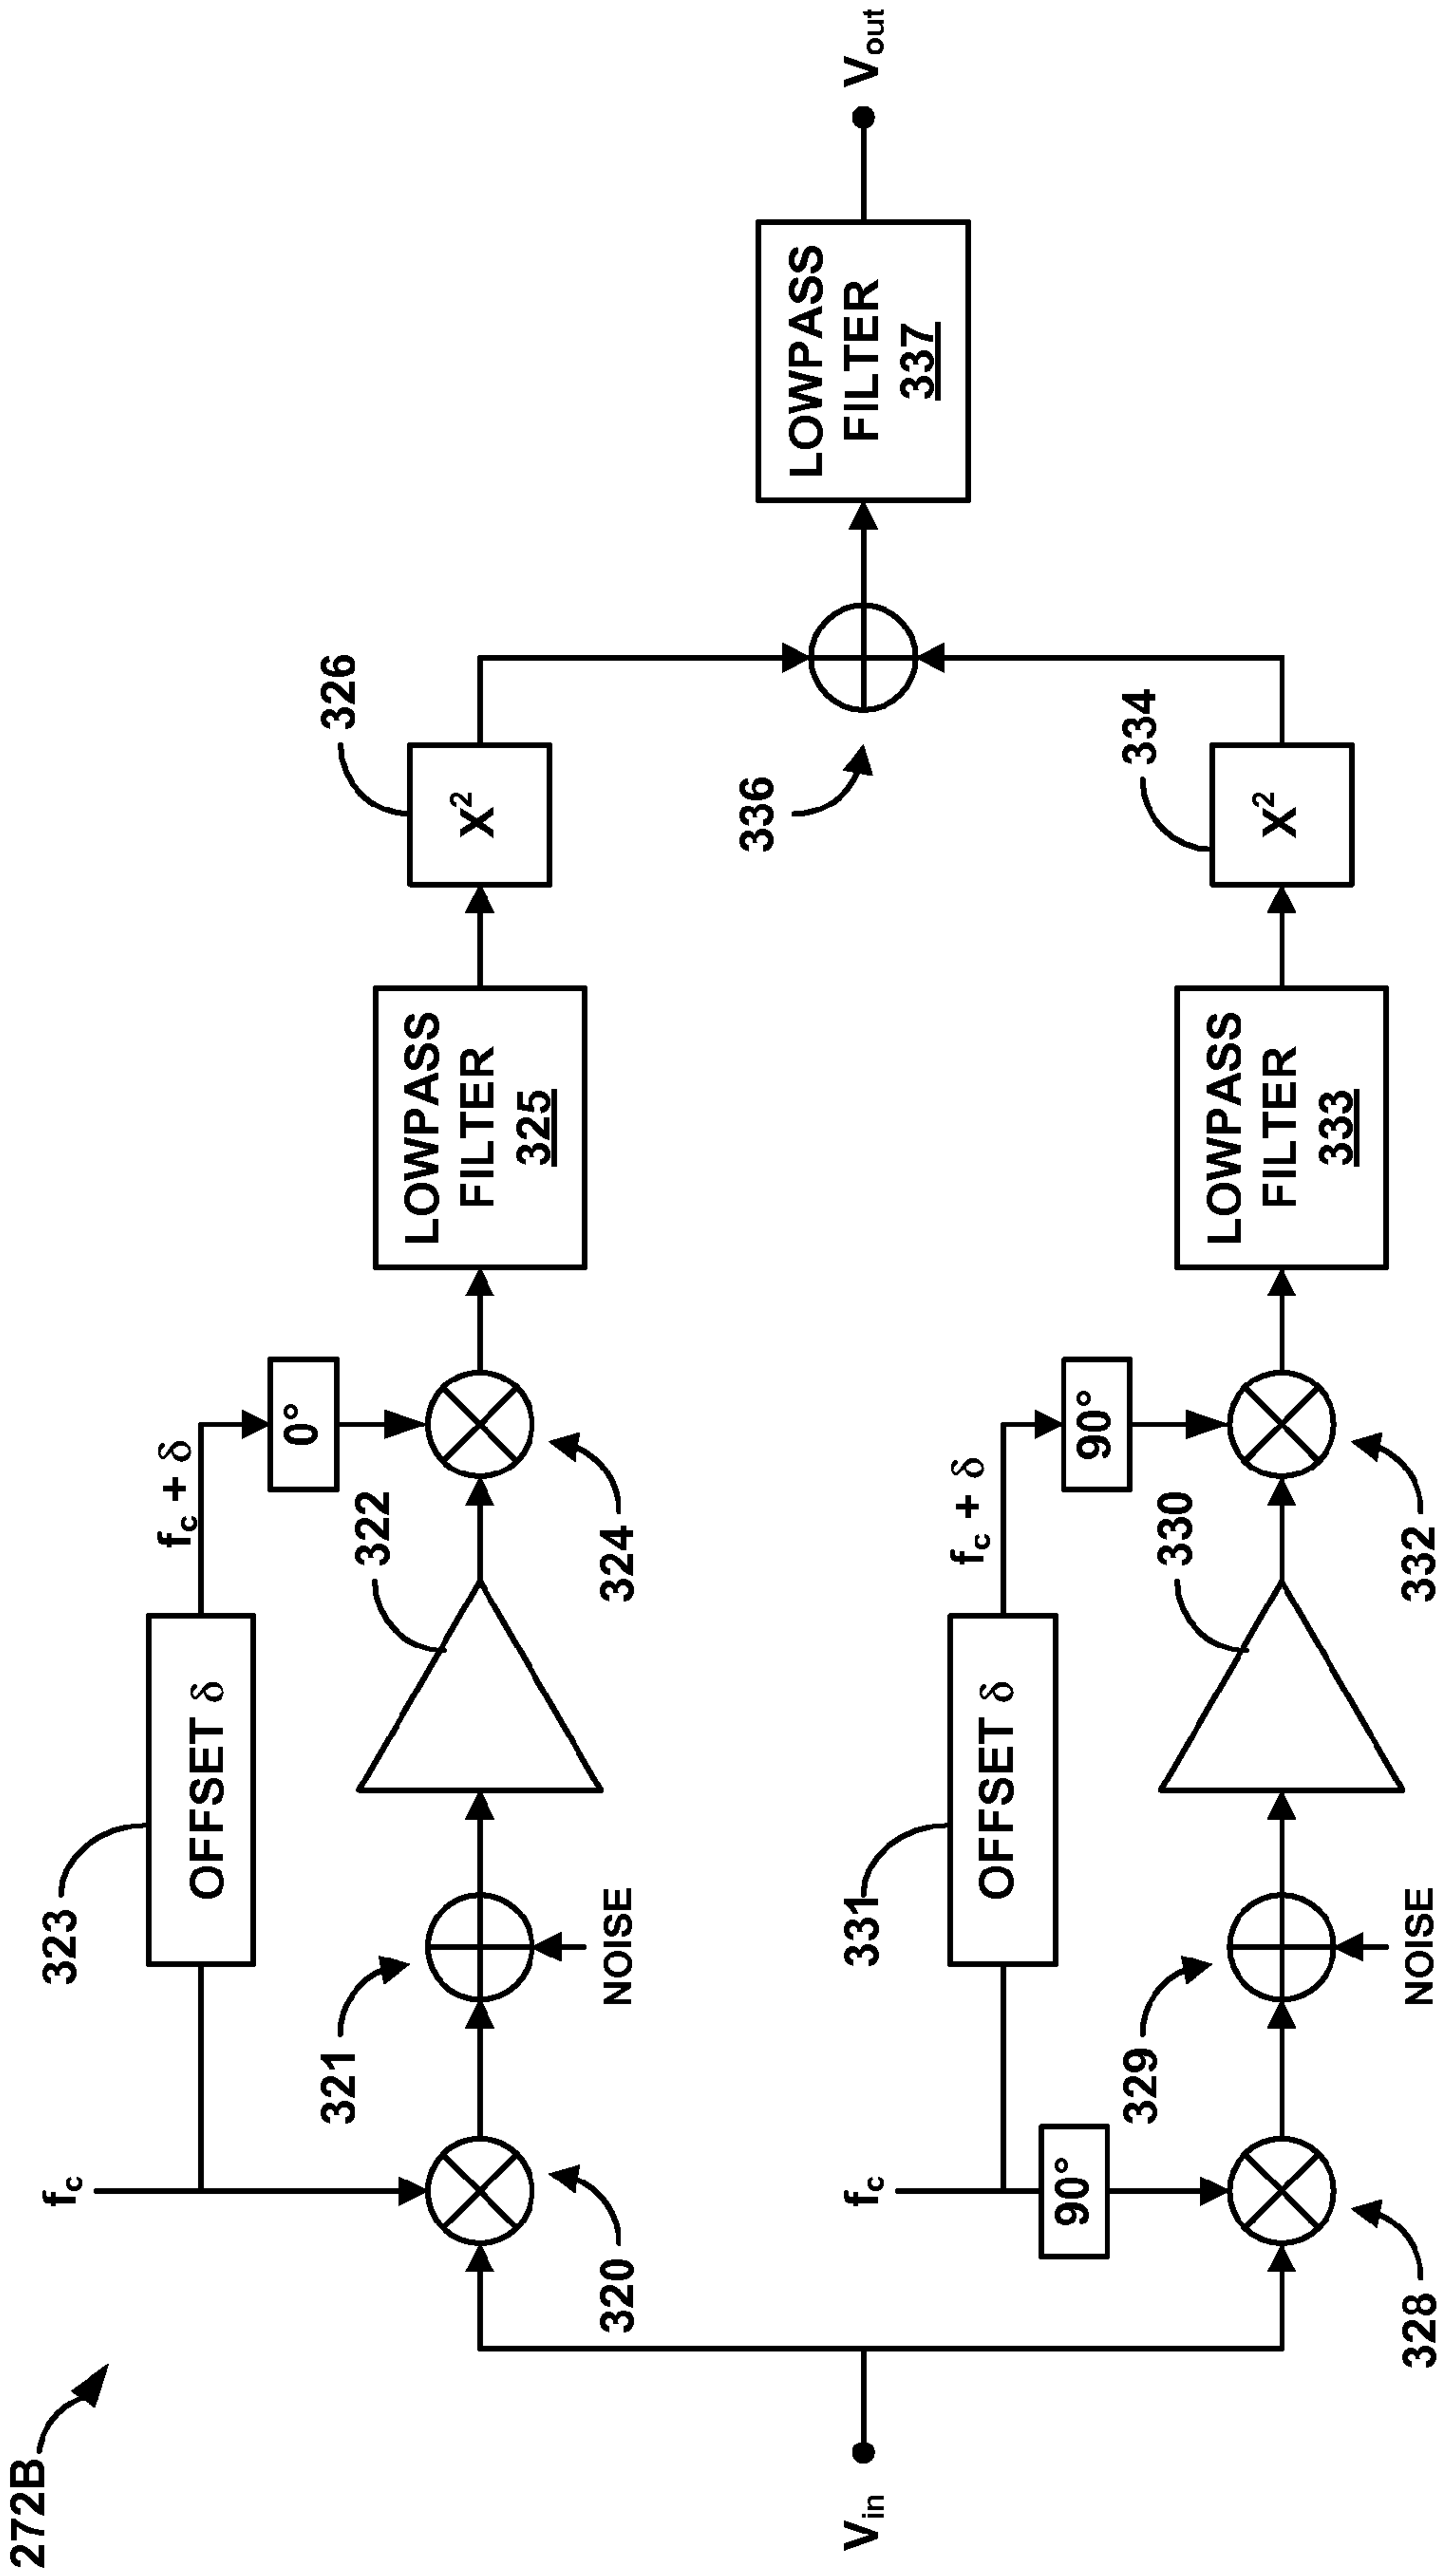 272B
f_c
323
OFFSET δ
f_c + δ
0°
322
321
NOISE
320
324
LOWPASS
FILTER
325
326
X²
V_in
336
LOWPASS
FILTER
337
V_out
f_c
331
OFFSET δ
f_c + δ
90°
90°
330
329
NOISE
328
332
LOWPASS
FILTER
333
334
X²